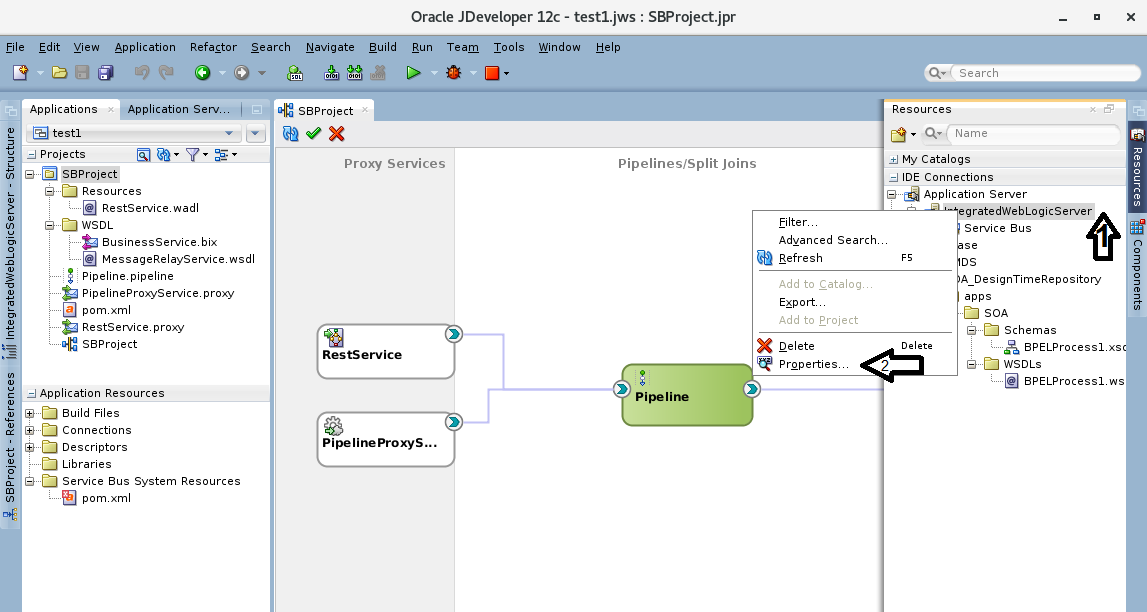 Oracle JDeveloper 12c - test1.jws : SBProject.jpr
File Edit View Application Refactor Search Navigate Build Run Team Tools Window Help
Search
Applications
Application Serv...
test1
Projects
SBProject
Resources
RestService.wadl
WSDL
BusinessService.bix
MessageRelayService.wsdl
Pipeline.pipeline
PipelineProxyService.proxy
pom.xml
RestService.proxy
SBProject
Application Resources
Build Files
Connections
Descriptors
Libraries
Service Bus System Resources
pom.xml
IntegratedWebLogicServer - Structure
SBProject - References
SBProject
Proxy Services
Pipelines/Split Joins
RestService
PipelineProxyS...
Pipeline
Filter...
Advanced Search...
Refresh F5
Add to Catalog...
Export...
Add to Project
Delete Delete
Properties...
2
Resources
Name
My Catalogs
IDE Connections
Application Server
IntegratedWebLogicServer
1
Service Bus
ase
MDS
OA_DesignTimeRepository
apps
SOA
Schemas
BPELProcess1.xsd
WSDLs
BPELProcess1.ws
Resources
Components